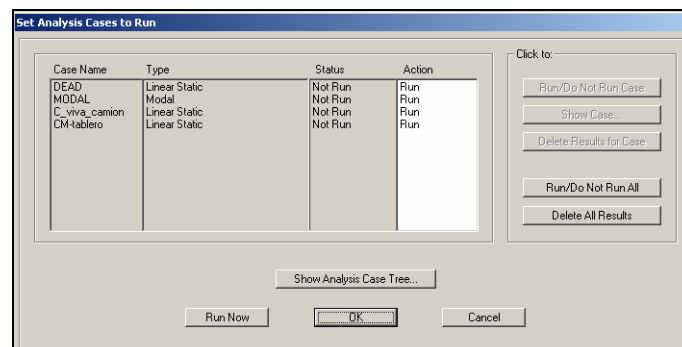 Set Analysis Cases to Run
Case Name Type Status Action
DEAD Linear Static Not Run Run
MODAL Modal Not Run Run
C_viva_camion Linear Static Not Run Run
CM-tablero Linear Static Not Run Run
Click to:
Run/Do Not Run Case
Show Case...
Delete Results for Case
Run/Do Not Run All
Delete All Results
Show Analysis Case Tree...
Run Now OK Cancel